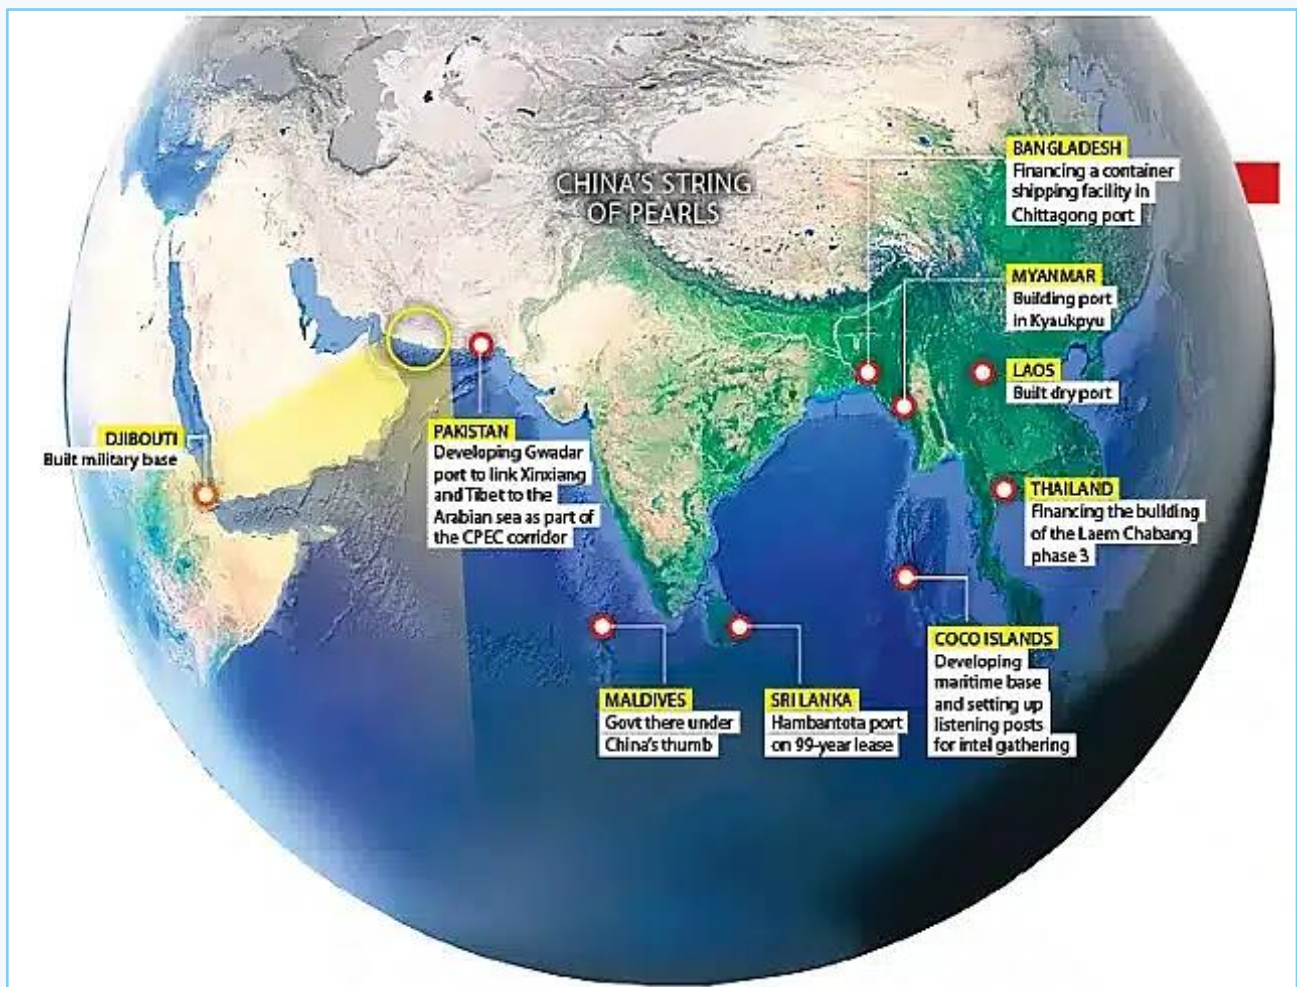 CHINA'S STRING
OF PEARLS
BANGLADESH
Financing a container
shipping facility in
Chittagong port
MYANMAR
Building port
in Kyaukpyu
LAOS
Built dry port
DJIBOUTI
Built military base
PAKISTAN
Developing Gwadar
port to link Xinxiang
and Tibet to the
Arabian sea as part of
the CPEC corridor
THAILAND
Financing the building
of the Laem Chabang
phase 3
COCO ISLANDS
Developing
maritime base
and setting up
listening posts
for intel gathering
MALDIVES
Govt there under
China's thumb
SRI LANKA
Hambantota port
on 99-year lease